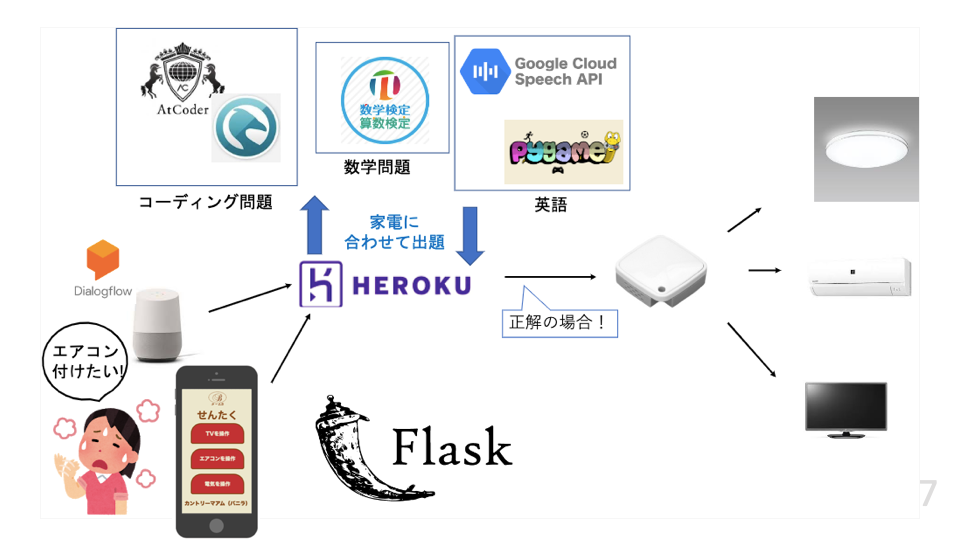 AtCoder
数学検定
算数検定
Google Cloud
Speech API
pygame
コーディング問題
数学問題
英語
家電に
合わせて出題
Dialogflow
HEROKU
正解の場合！
エアコン
付けたい!
せんたく
TVを操作
エアコンを操作
電気を操作
カントリーマアム（バニラ）
Flask
7